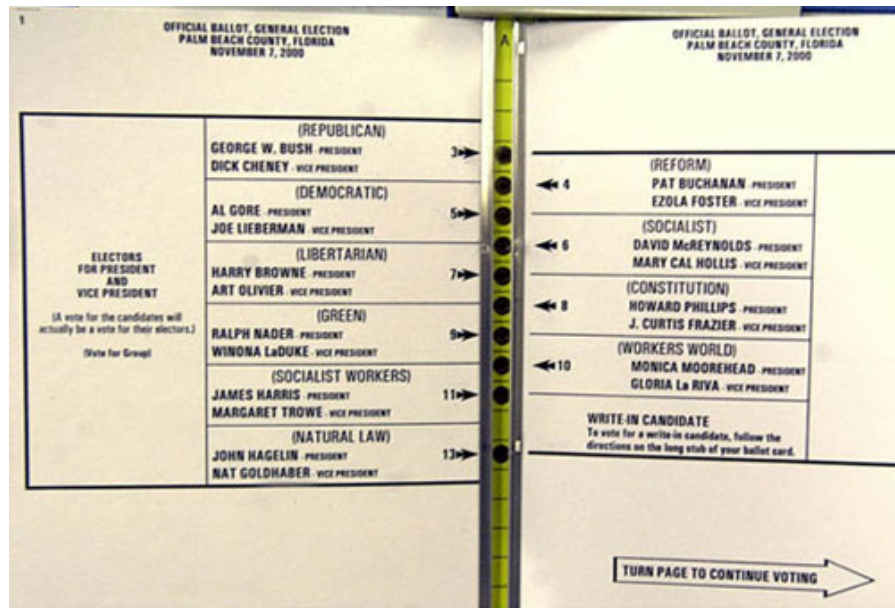 1
OFFICIAL BALLOT, GENERAL ELECTION
PALM BEACH COUNTY, FLORIDA
NOVEMBER 7, 2000
ELECTORS
FOR PRESIDENT
AND
VICE PRESIDENT
(A vote for the candidates will
actually be a vote for their electors.)
(Vote for Group)
(REPUBLICAN)
GEORGE W. BUSH - PRESIDENT
DICK CHENEY - VICE PRESIDENT
3
(DEMOCRATIC)
AL GORE - PRESIDENT
JOE LIEBERMAN - VICE PRESIDENT
5
(LIBERTARIAN)
HARRY BROWNE - PRESIDENT
ART OLIVIER - VICE PRESIDENT
7
(GREEN)
RALPH NADER - PRESIDENT
WINONA LaDUKE - VICE PRESIDENT
9
(SOCIALIST WORKERS)
JAMES HARRIS - PRESIDENT
MARGARET TROWE - VICE PRESIDENT
11
(NATURAL LAW)
JOHN HAGELIN - PRESIDENT
NAT GOLDHABER - VICE PRESIDENT
13
A
OFFICIAL BALLOT, GENERAL ELECTION
PALM BEACH COUNTY, FLORIDA
NOVEMBER 7, 2000
(REFORM)
4 PAT BUCHANAN - PRESIDENT
EZOLA FOSTER - VICE PRESIDENT
(SOCIALIST)
6 DAVID McREYNOLDS - PRESIDENT
MARY CAL HOLLIS - VICE PRESIDENT
(CONSTITUTION)
8 HOWARD PHILLIPS - PRESIDENT
J. CURTIS FRAZIER - VICE PRESIDENT
(WORKERS WORLD)
10 MONICA MOOREHEAD - PRESIDENT
GLORIA La RIVA - VICE PRESIDENT
WRITE-IN CANDIDATE
To vote for a write-in candidate, follow the
directions on the long stub of your ballot card.
TURN PAGE TO CONTINUE VOTING